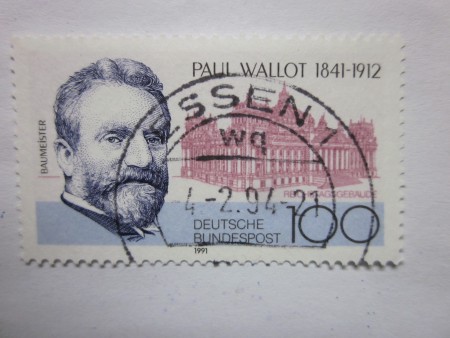 PAUL WALLOT 1841-1912
BAUMEISTER
ESSEN 1
wq
REICHSTAGSGEBÄUDE
4-2.94-21
DEUTSCHE
BUNDESPOST
100
1991